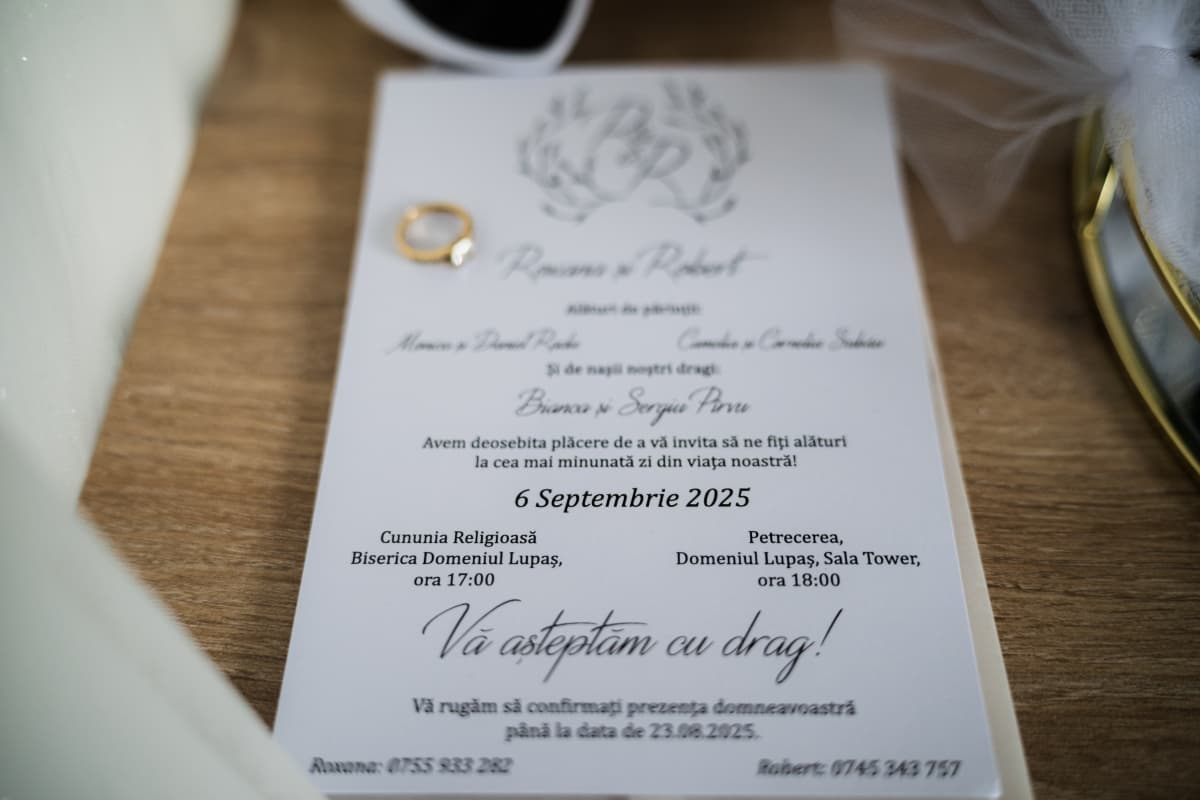 R&R
Roxana și Robert
Alături de părinții:
Monica și Daniel Radu Camelia și Corneliu
Și de nașii noștri dragi:
Bianca și Sergiu Pîrvu
Avem deosebita plăcere de a vă invita să ne fiți alături
la cea mai minunată zi din viața noastră!
6 Septembrie 2025
Cununia Religioasă
Biserica Domeniul Lupaş,
ora 17:00
Petrecerea,
Domeniul Lupaş, Sala Tower,
ora 18:00
Vă așteptăm cu drag!
Vă rugăm să confirmați prezența domneavoastră
până la data de 23.08.2025.
Roxana: 0755 933 282 Robert: 0745 343 757